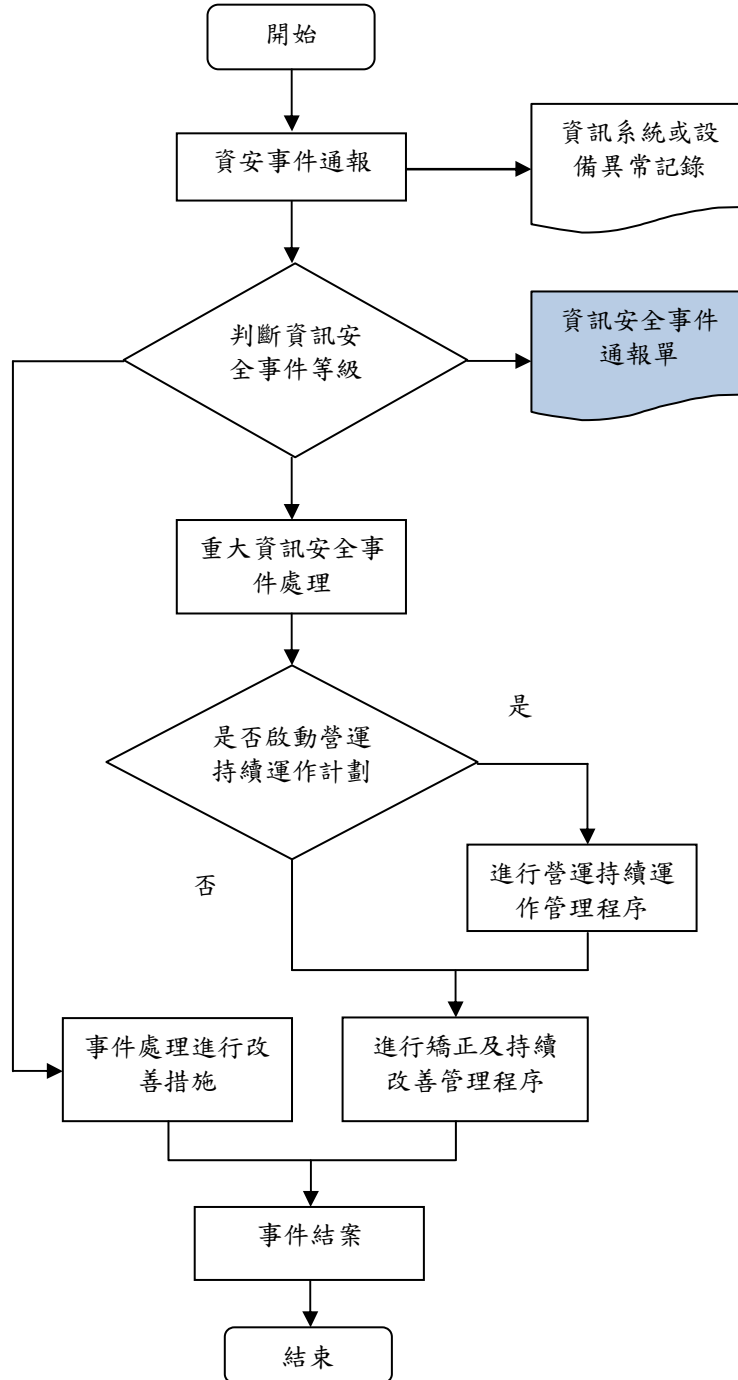 開始
資安事件通報
資訊系統或設
備異常記錄
判斷資訊安
全事件等級
資訊安全事件
通報單
重大資訊安全事
件處理
是否啟動營運
持續運作計劃
是
否
進行營運持續運
作管理程序
事件處理進行改
善措施
進行矯正及持續
改善管理程序
事件結案
結束